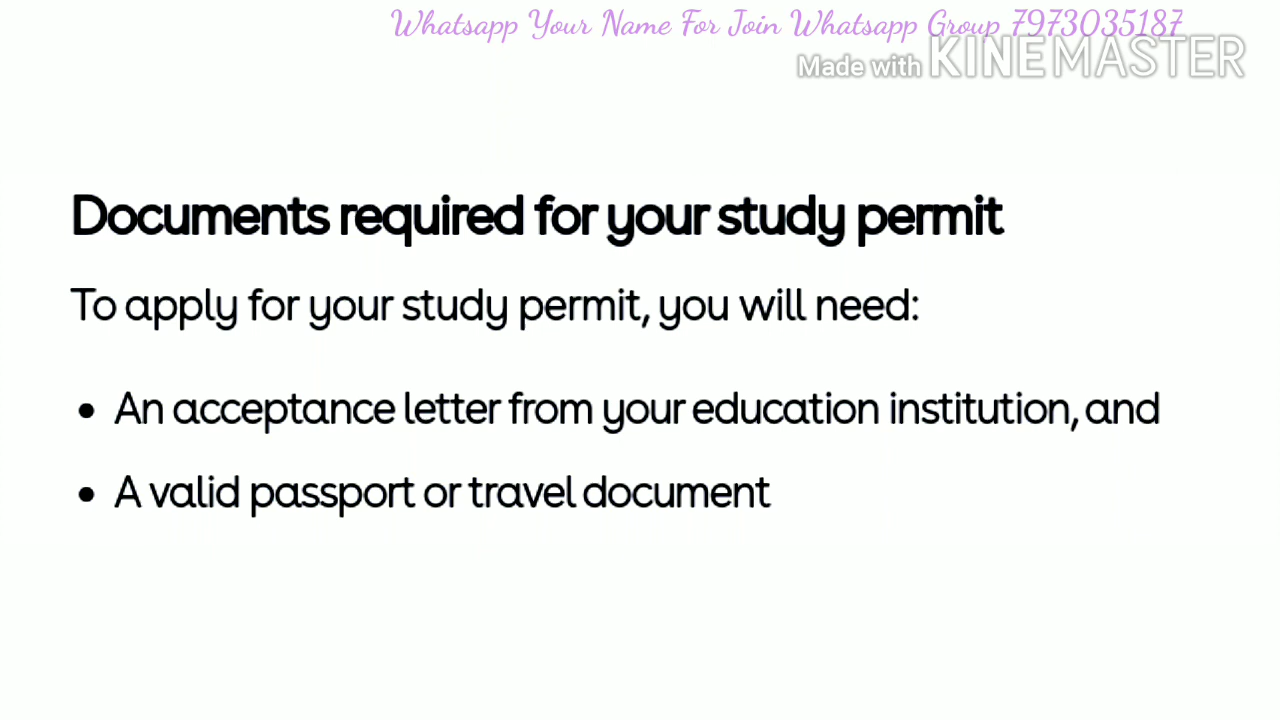 Whatsapp Your Name For Join Whatsapp Group 7973035187
Made with KINEMASTER
Documents required for your study permit
To apply for your study permit, you will need:
• An acceptance letter from your education institution, and
• A valid passport or travel document